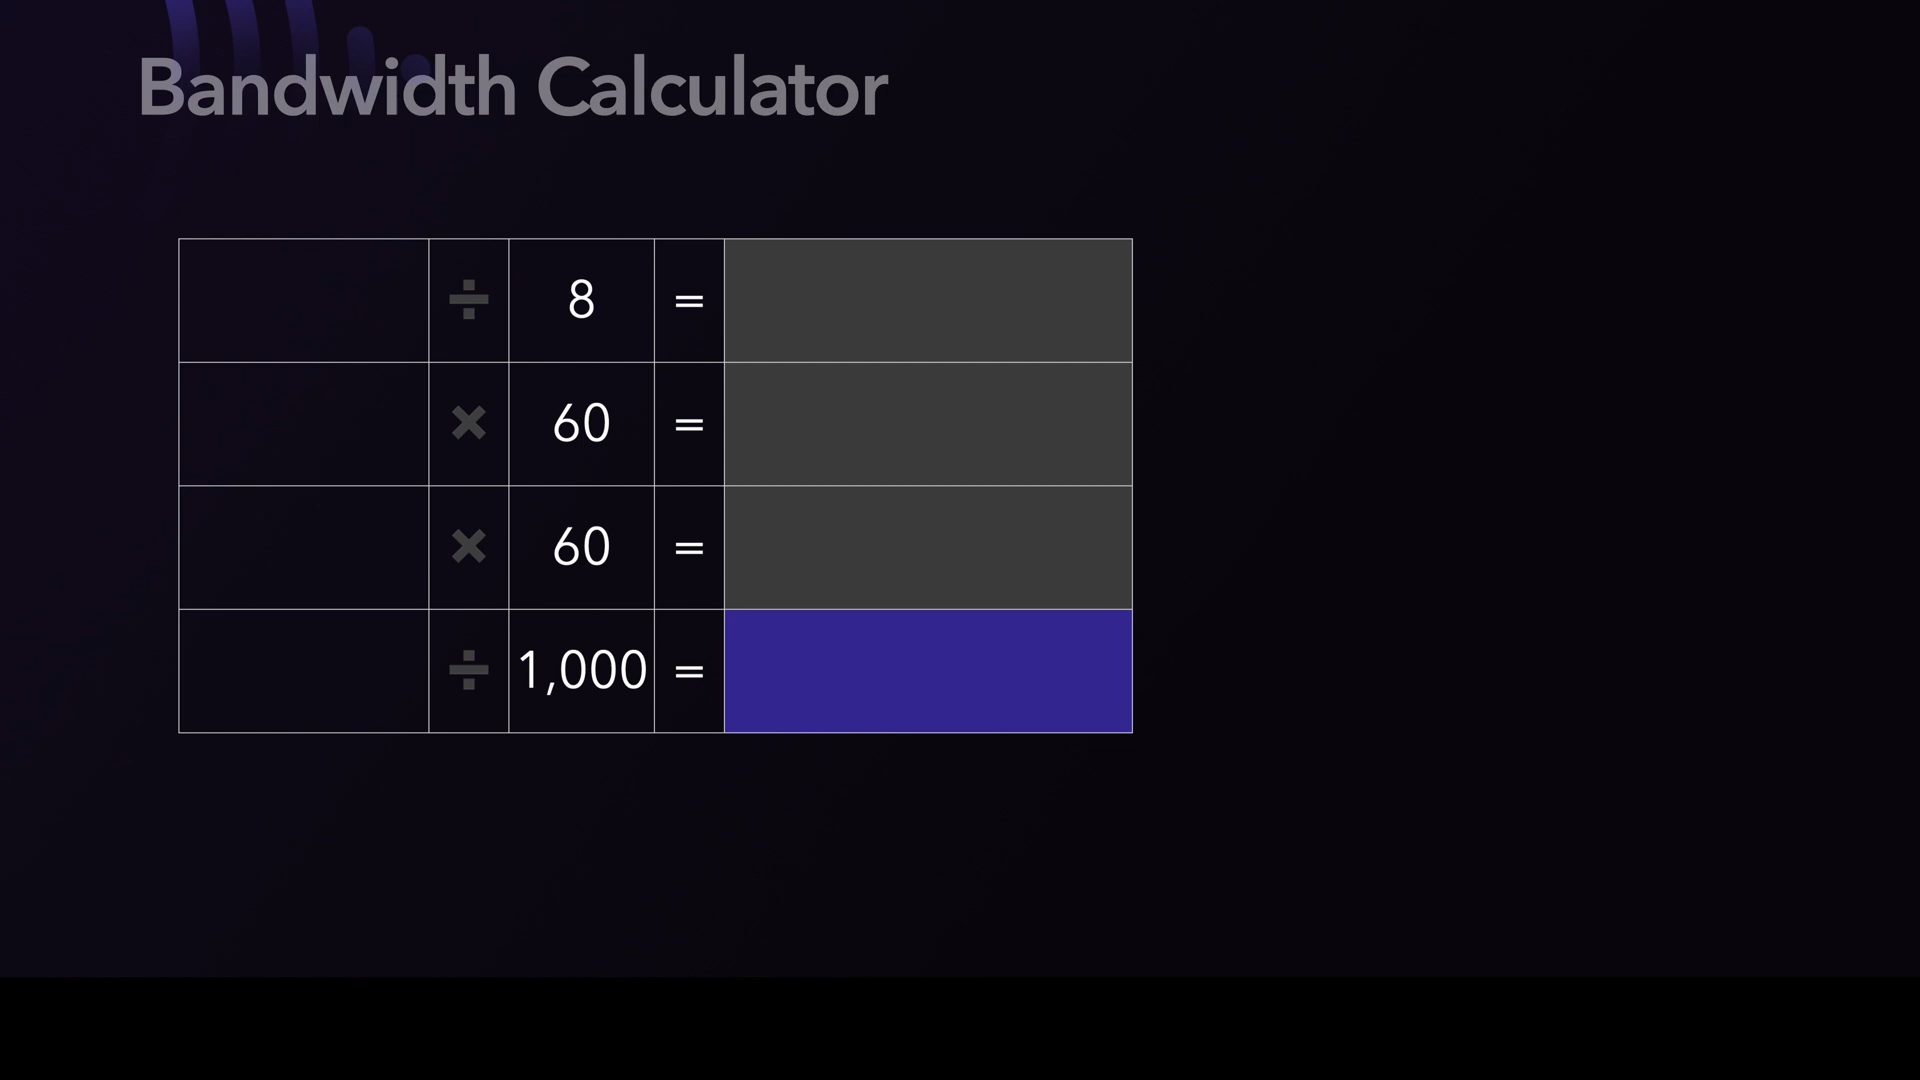 Bandwidth Calculator
÷ 8 =
× 60 =
× 60 =
÷ 1,000 =